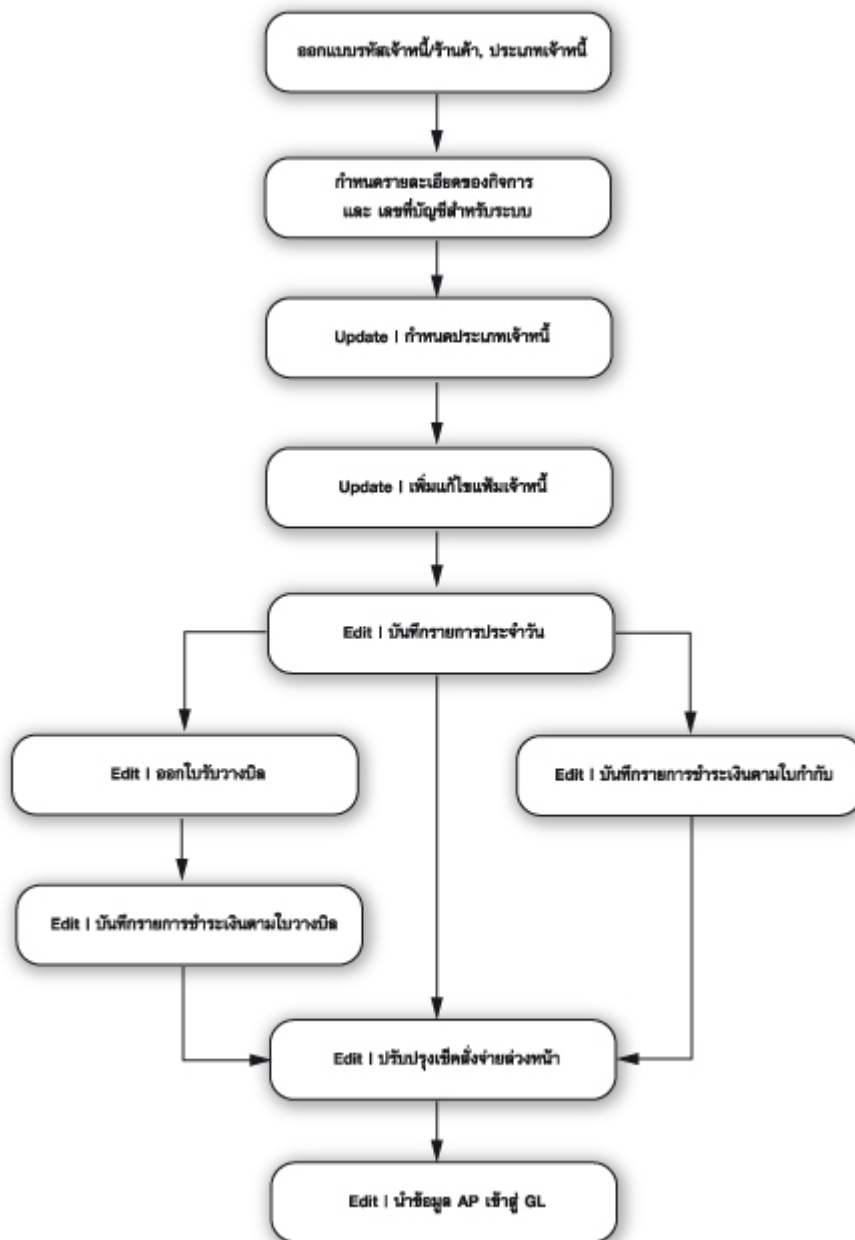 ออกแบบรหัสเจ้าหนี้/ร้านค้า, ประเภทเจ้าหนี้
กำหนดรายละเอียดของกิจการ
และ เลขที่บัญชีสำหรับระบบ
Update | กำหนดประเภทเจ้าหนี้
Update | เพิ่มแก้ไขแฟ้มเจ้าหนี้
Edit | บันทึกรายการประจำวัน
Edit | ออกใบรับวางบิล
Edit | บันทึกรายการชำระเงินตามใบกำกับ
Edit | บันทึกรายการชำระเงินตามใบวางบิล
Edit | ปรับปรุงเช็คสั่งจ่ายล่วงหน้า
Edit | นำข้อมูล AP เข้าสู่ GL